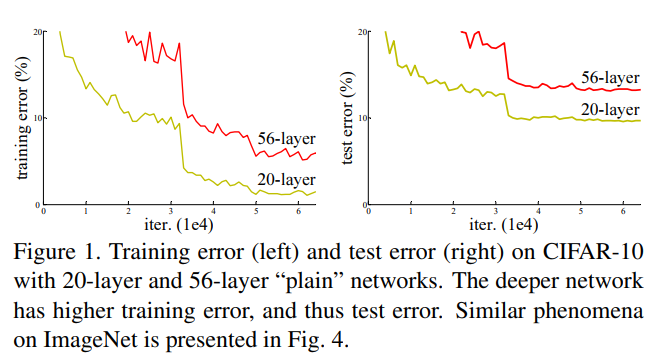 20
10
0
training error (%)
56-layer
20-layer
0 1 2 3 4 5 6
iter. (1e4)
20
10
0
test error (%)
56-layer
20-layer
0 1 2 3 4 5 6
iter. (1e4)
Figure 1. Training error (left) and test error (right) on CIFAR-10
with 20-layer and 56-layer “plain” networks. The deeper network
has higher training error, and thus test error. Similar phenomena
on ImageNet is presented in Fig. 4.